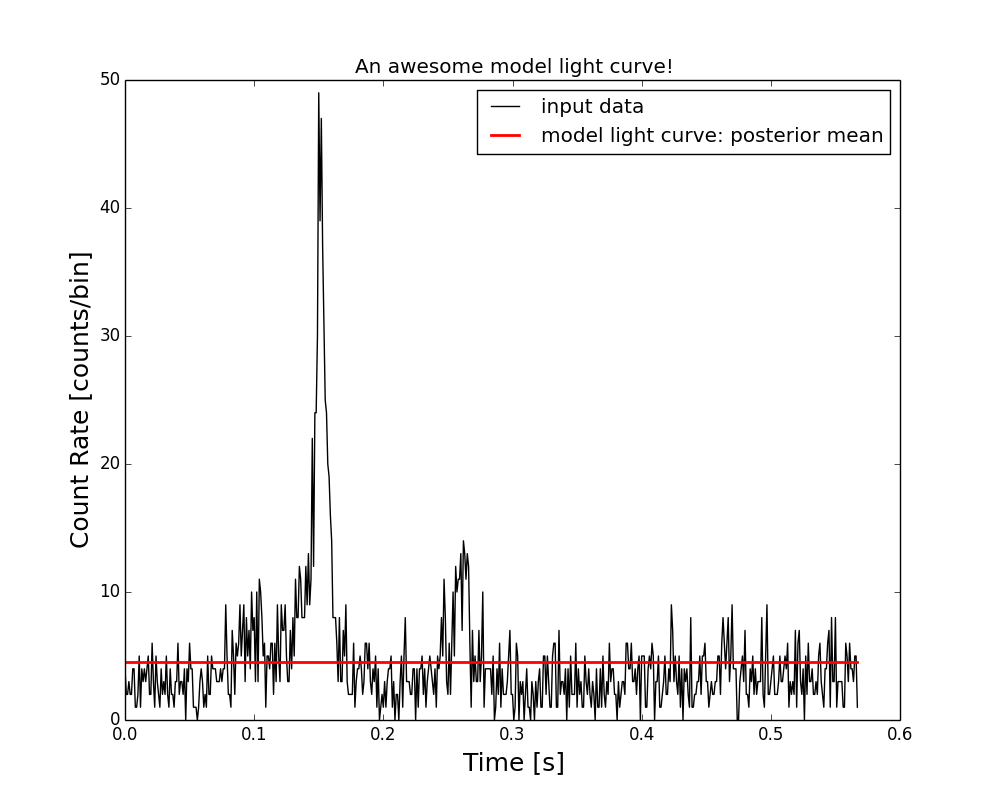 An awesome model light curve!
input data
model light curve: posterior mean
Count Rate [counts/bin]
50
40
30
20
10
0
0.0 0.1 0.2 0.3 0.4 0.5 0.6
Time [s]